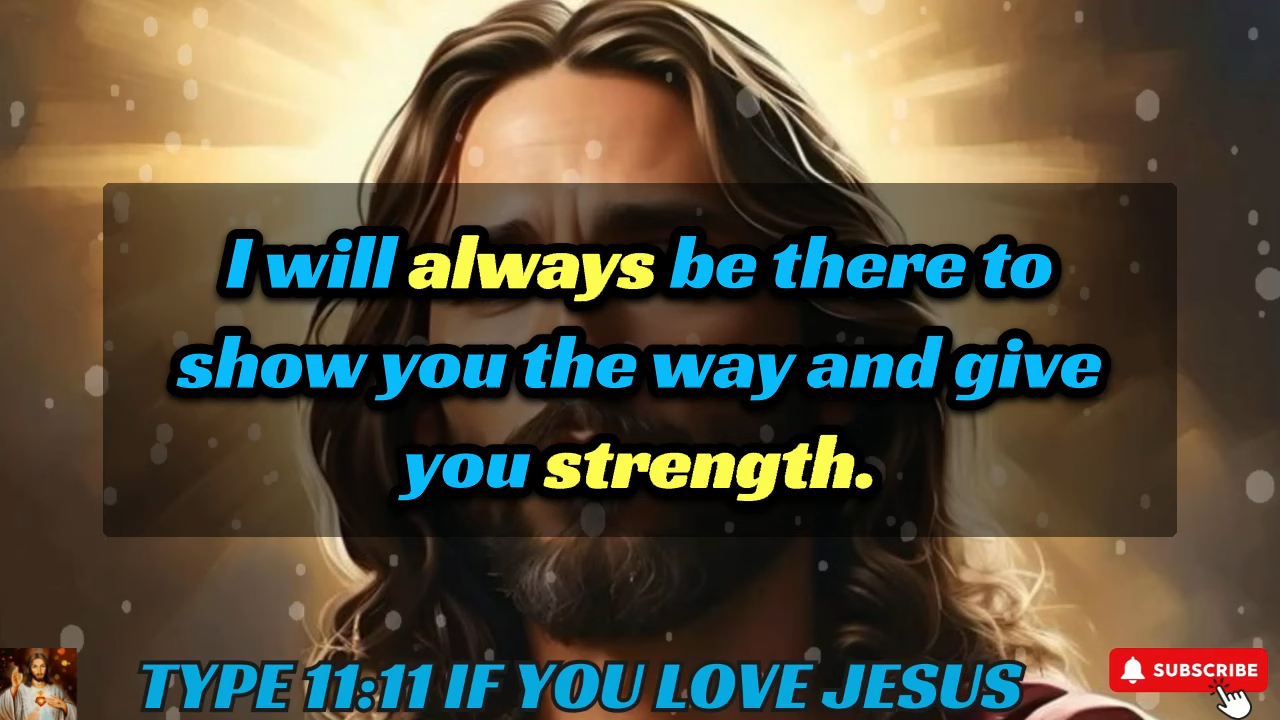 I will always be there to
show you the way and give
you strength.
TYPE 11:11 IF YOU LOVE JESUS
SUBSCRIBE